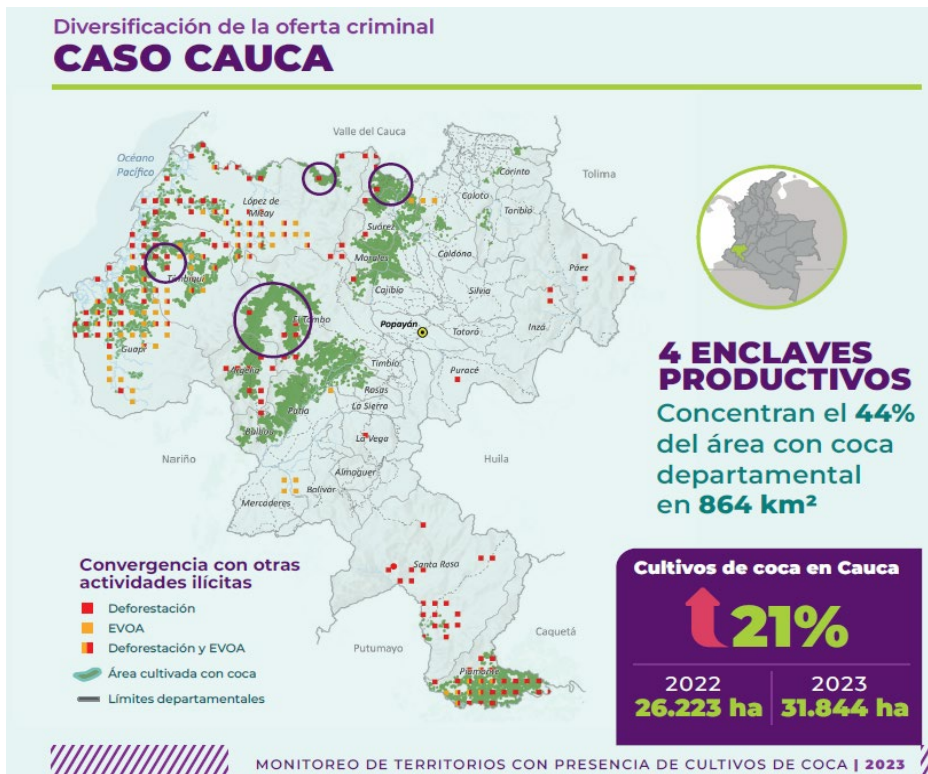 Diversificación de la oferta criminal
CASO CAUCA
Valle del Cauca
Océano
Pacífico
Tolima
Corinto
Caloto
Toribío
López de
Micay
Suárez
Morales
Caldono
Páez
Timbiquí
Cajibío
Silvia
El Tambo
Popayán
Totoró
Inzá
Guapi
Timbío
Puracé
Argelia
Rosas
La Sierra
Patía
Balboa
La Vega
Nariño
Huila
Almaguer
Bolívar
Mercaderes
Santa Rosa
Putumayo
Caquetá
Piamonte
4 ENCLAVES
PRODUCTIVOS
Concentran el 44%
del área con coca
departamental
en 864 km²
Convergencia con otras
actividades ilícitas
Deforestación
EVOA
Deforestación y EVOA
Área cultivada con coca
Límites departamentales
Cultivos de coca en Cauca
21%
2022 2023
26.223 ha 31.844 ha
MONITOREO DE TERRITORIOS CON PRESENCIA DE CULTIVOS DE COCA | 2023